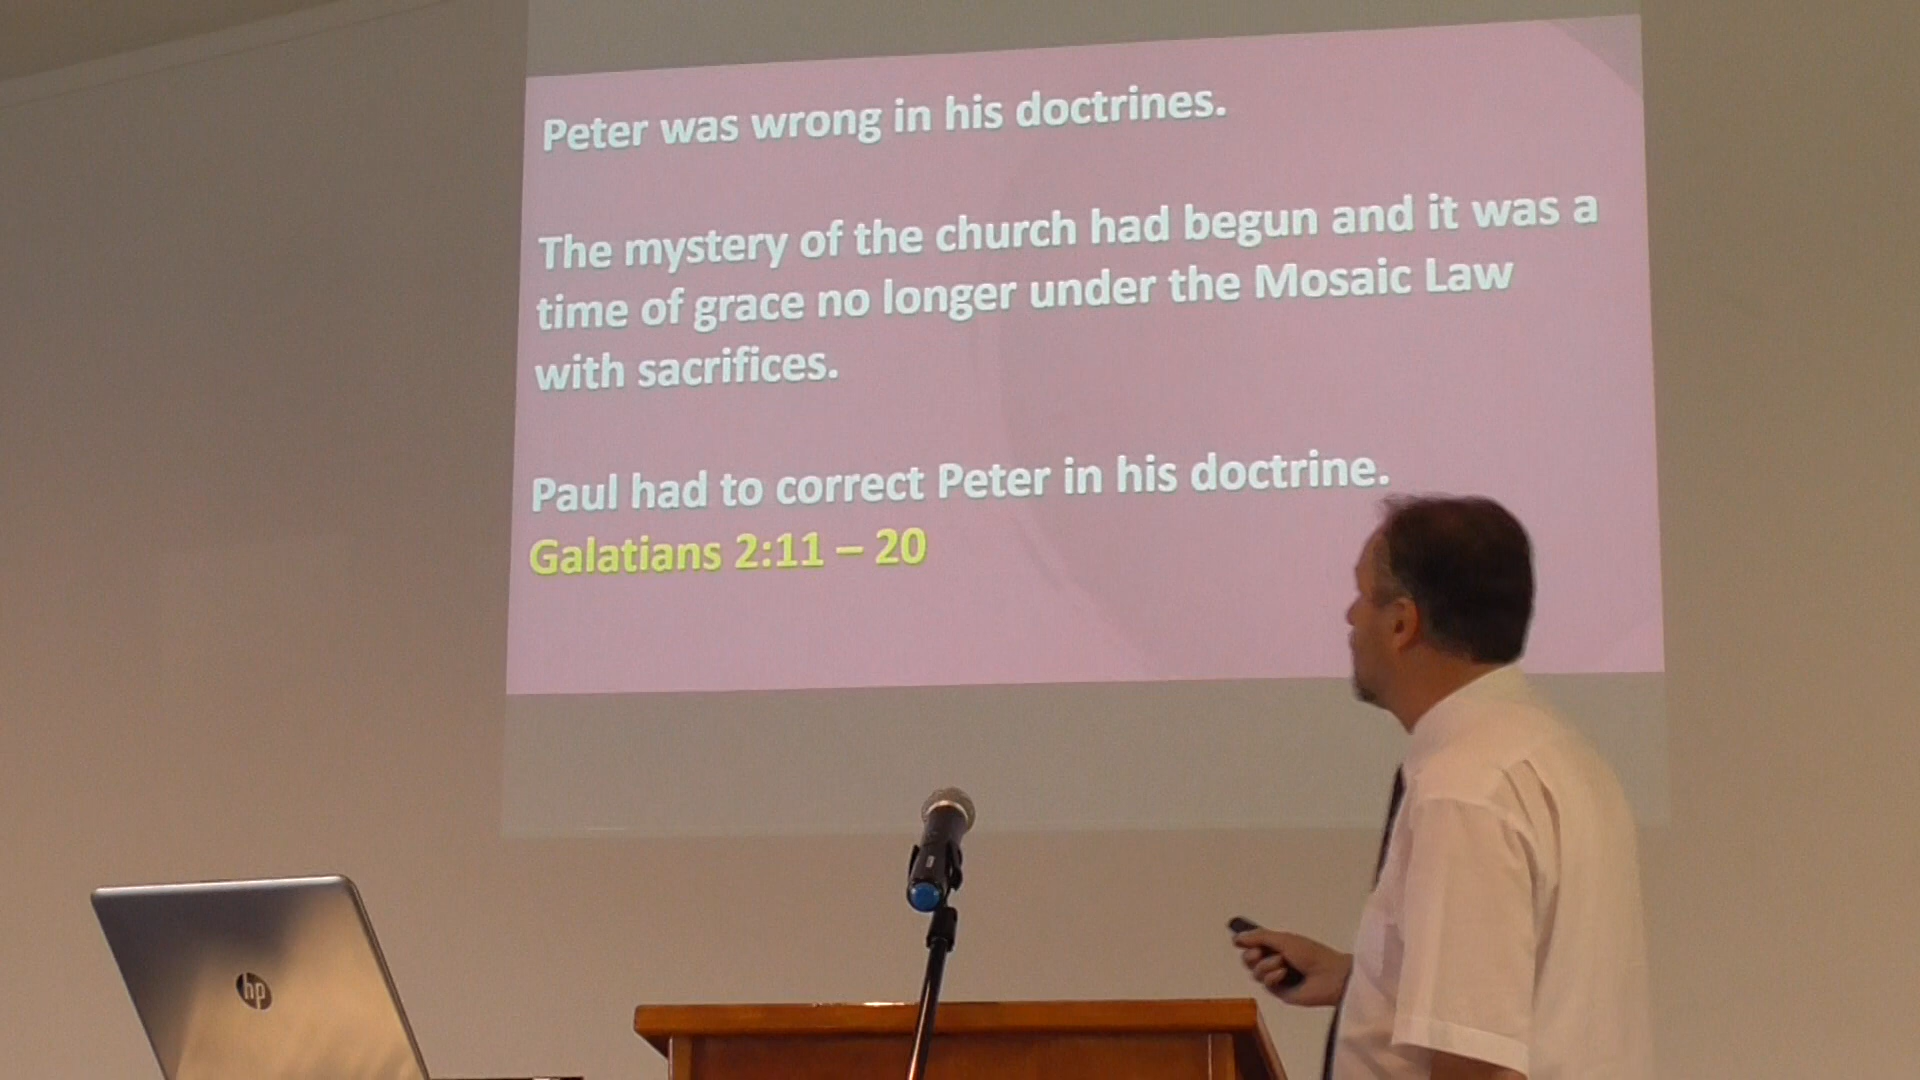 Peter was wrong in his doctrines.
The mystery of the church had begun and it was a
time of grace no longer under the Mosaic Law
with sacrifices.
Paul had to correct Peter in his doctrine.
Galatians 2:11 – 20
hp